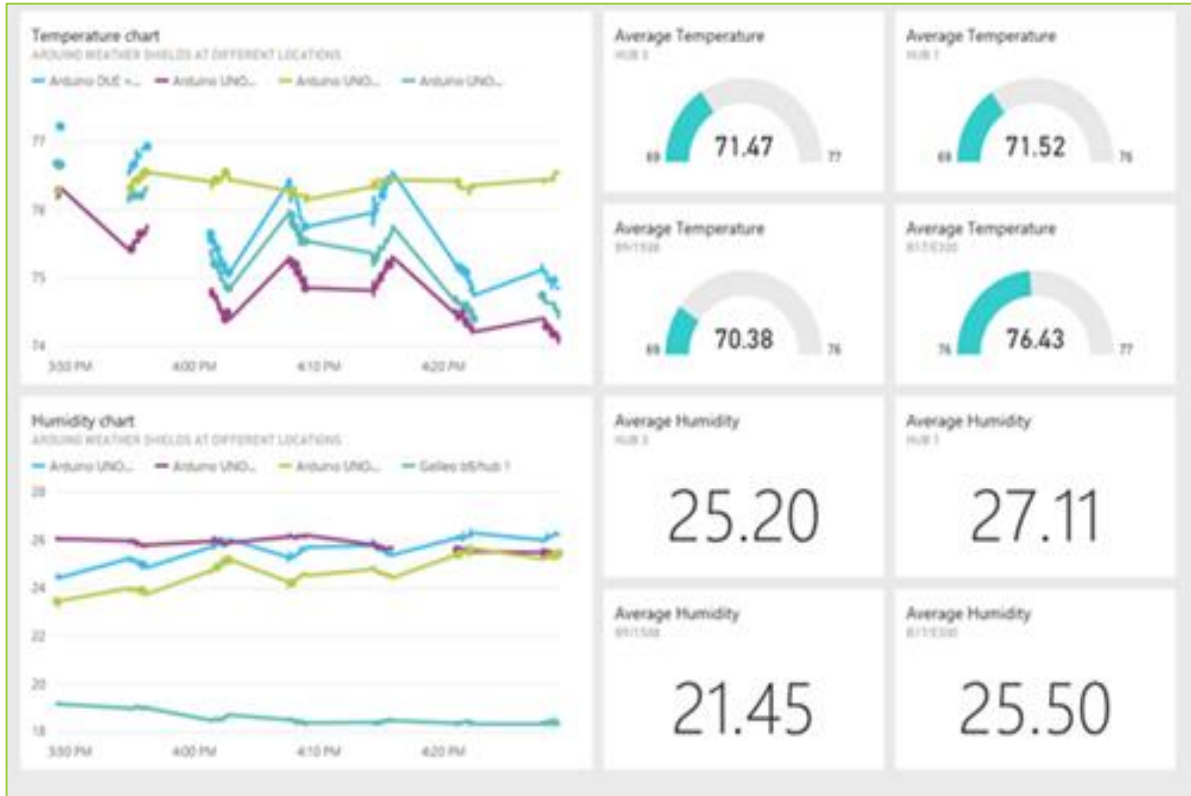 Temperature chart
ARDUINO WEATHER SHIELDS AT DIFFERENT LOCATIONS
Arduino DUE +... Arduino UNO... Arduino UNO... Arduino UNO...
77
76
75
74
3:50 PM 4:00 PM 4:10 PM 4:20 PM
Average Temperature
69 71.47 77
Average Temperature
HUB 1
69 71.52 76
Average Temperature
69 70.38 76
Average Temperature
B17/E300
76 76.43 77
Humidity chart
ARDUINO WEATHER SHIELDS AT DIFFERENT LOCATIONS
Arduino UNO... Arduino UNO... Arduino UNO... Galileo b6/hub 1
28
26
24
22
20
18
3:50 PM 4:00 PM 4:10 PM 4:20 PM
Average Humidity
25.20
Average Humidity
HUB 1
27.11
Average Humidity
21.45
Average Humidity
B17/E300
25.50